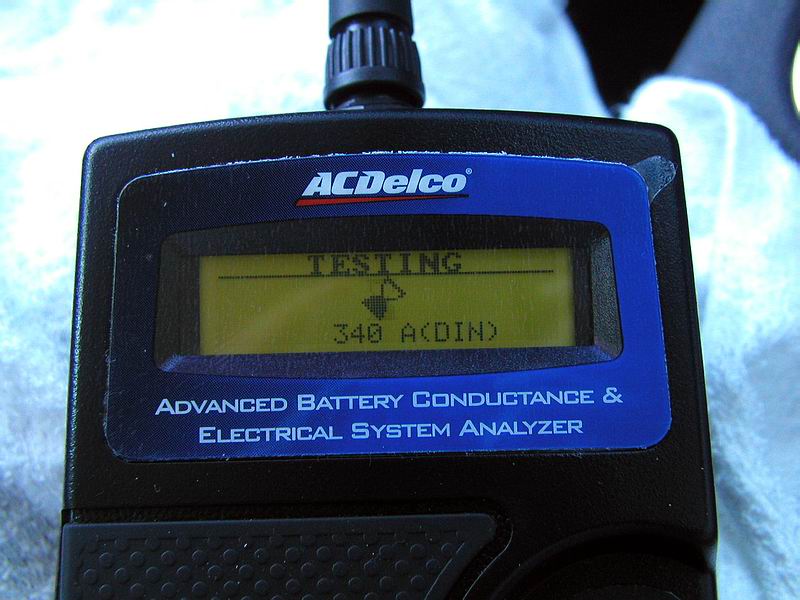 ACDelco®
TESTING
340 A(DIN)
ADVANCED BATTERY CONDUCTANCE &
ELECTRICAL SYSTEM ANALYZER